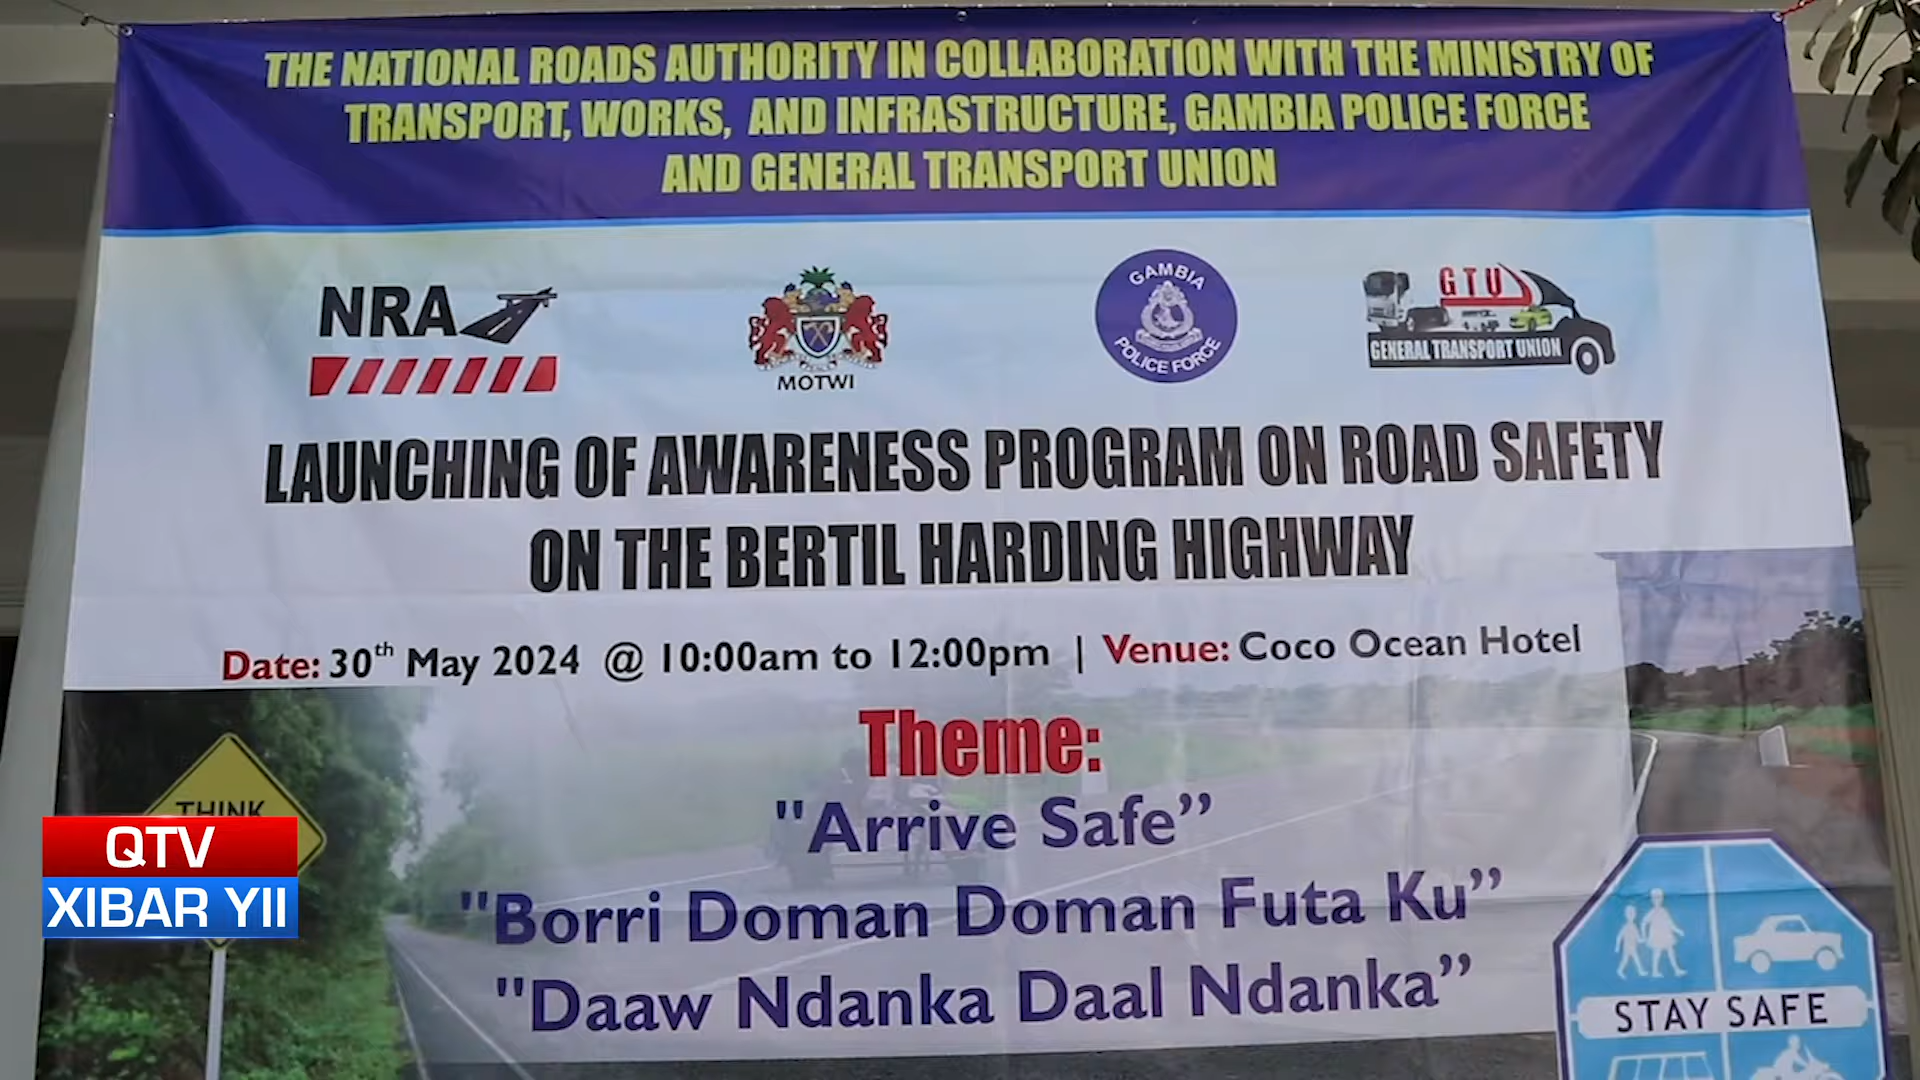 THE NATIONAL ROADS AUTHORITY IN COLLABORATION WITH THE MINISTRY OF
TRANSPORT, WORKS, AND INFRASTRUCTURE, GAMBIA POLICE FORCE
AND GENERAL TRANSPORT UNION
NRA
MOTWI
GAMBIA
POLICE FORCE
GTU
GENERAL TRANSPORT UNION
LAUNCHING OF AWARENESS PROGRAM ON ROAD SAFETY
ON THE BERTIL HARDING HIGHWAY
Date: 30th May 2024 @ 10:00am to 12:00pm | Venue: Coco Ocean Hotel
Theme:
"Arrive Safe”
"Borri Doman Doman Futa Ku”
"Daaw Ndanka Daal Ndanka”
THINK
QTV
XIBAR YII
STAY SAFE